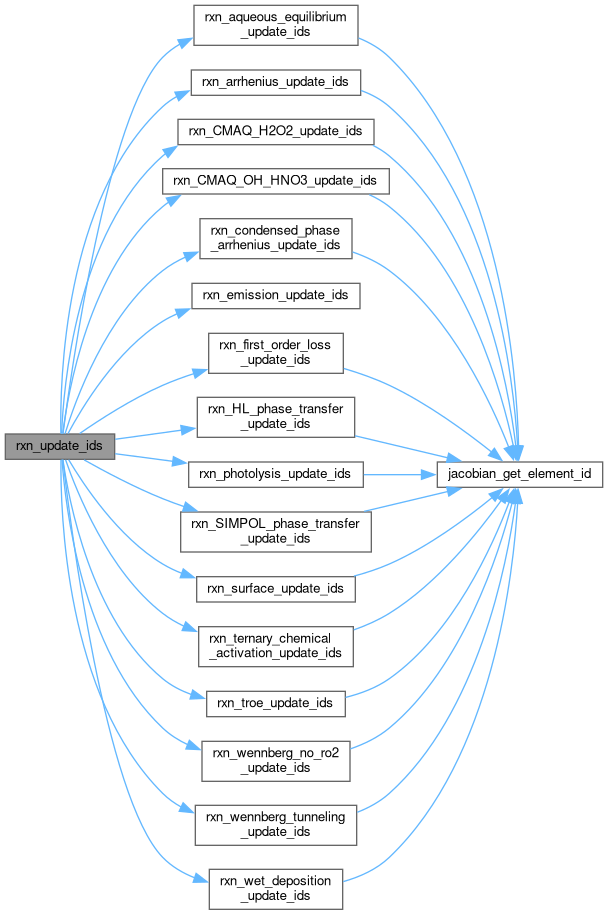 rxn_aqueous_equilibrium
_update_ids
rxn_arrhenius_update_ids
rxn_CMAQ_H2O2_update_ids
rxn_CMAQ_OH_HNO3_update_ids
rxn_condensed_phase
_arrhenius_update_ids
rxn_emission_update_ids
rxn_first_order_loss
_update_ids
rxn_HL_phase_transfer
_update_ids
rxn_update_ids
rxn_photolysis_update_ids
jacobian_get_element_id
rxn_SIMPOL_phase_transfer
_update_ids
rxn_surface_update_ids
rxn_ternary_chemical
_activation_update_ids
rxn_troe_update_ids
rxn_wennberg_no_ro2
_update_ids
rxn_wennberg_tunneling
_update_ids
rxn_wet_deposition
_update_ids